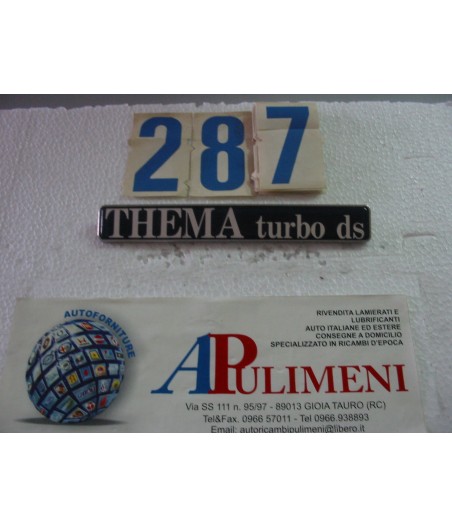 287
THEMA turbo ds
AUTOFORNITURE
RIVENDITA LAMIERATI E
LUBRIFICANTI
AUTO ITALIANE ED ESTERE
CONSEGNE A DOMICILIO
SPECIALIZZATO IN RICAMBI D'EPOCA
APULIMENI
Via SS 111 n. 95/97 - 89013 GIOIA TAURO (RC)
Tel&Fax. 0966 57011 - Tel 0966.938893
Email: autoricambipulimeni@libero.it